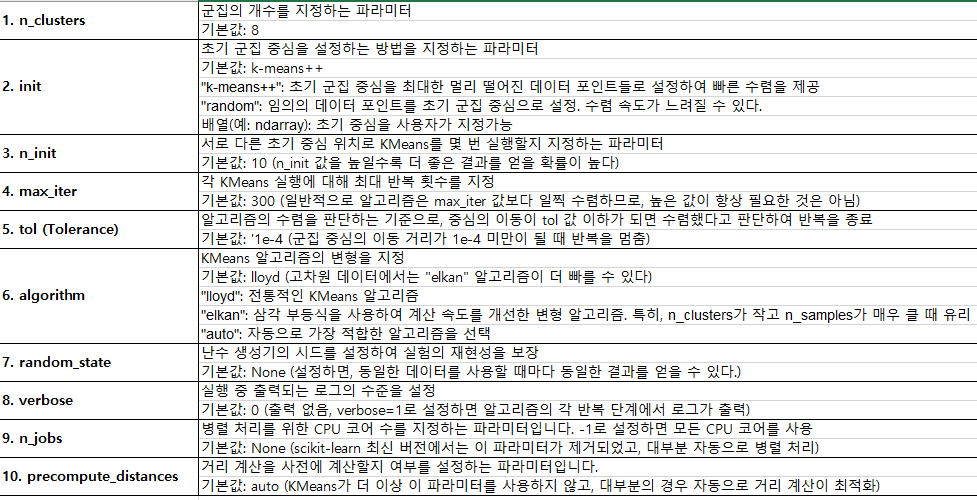 1. n_clusters
군집의 개수를 지정하는 파라미터
기본값: 8
2. init
초기 군집 중심을 설정하는 방법을 지정하는 파라미터
기본값: k-means++
"k-means++": 초기 군집 중심을 최대한 멀리 떨어진 데이터 포인트들로 설정하여 빠른 수렴을 제공
"random": 임의의 데이터 포인트를 초기 군집 중심으로 설정. 수렴 속도가 느려질 수 있다.
배열(예: ndarray): 초기 중심을 사용자가 지정가능
3. n_init
서로 다른 초기 중심 위치로 KMeans를 몇 번 실행할지 지정하는 파라미터
기본값: 10 (n_init 값을 높일수록 더 좋은 결과를 얻을 확률이 높다)
4. max_iter
각 KMeans 실행에 대해 최대 반복 횟수를 지정
기본값: 300 (일반적으로 알고리즘은 max_iter 값보다 일찍 수렴하므로, 높은 값이 항상 필요한 것은 아님)
5. tol (Tolerance)
알고리즘의 수렴을 판단하는 기준으로, 중심의 이동이 tol 값 이하가 되면 수렴했다고 판단하여 반복을 종료
기본값: '1e-4 (군집 중심의 이동 거리가 1e-4 미만이 될 때 반복을 멈춤)
6. algorithm
KMeans 알고리즘의 변형을 지정
기본값: lloyd (고차원 데이터에서는 "elkan" 알고리즘이 더 빠를 수 있다)
"lloyd": 전통적인 KMeans 알고리즘
"elkan": 삼각 부등식을 사용하여 계산 속도를 개선한 변형 알고리즘. 특히, n_clusters가 작고 n_samples가 매우 클 때 유리
"auto": 자동으로 가장 적합한 알고리즘을 선택
7. random_state
난수 생성기의 시드를 설정하여 실험의 재현성을 보장
기본값: None (설정하면, 동일한 데이터를 사용할 때마다 동일한 결과를 얻을 수 있다.)
8. verbose
실행 중 출력되는 로그의 수준을 설정
기본값: 0 (출력 없음, verbose=1로 설정하면 알고리즘의 각 반복 단계에서 로그가 출력)
9. n_jobs
병렬 처리를 위한 CPU 코어 수를 지정하는 파라미터입니다. -1로 설정하면 모든 CPU 코어를 사용
기본값: None (scikit-learn 최신 버전에서는 이 파라미터가 제거되었고, 대부분 자동으로 병렬 처리)
10. precompute_distances
거리 계산을 사전에 계산할지 여부를 설정하는 파라미터입니다.
기본값: auto (KMeans가 더 이상 이 파라미터를 사용하지 않고, 대부분의 경우 자동으로 거리 계산이 최적화)